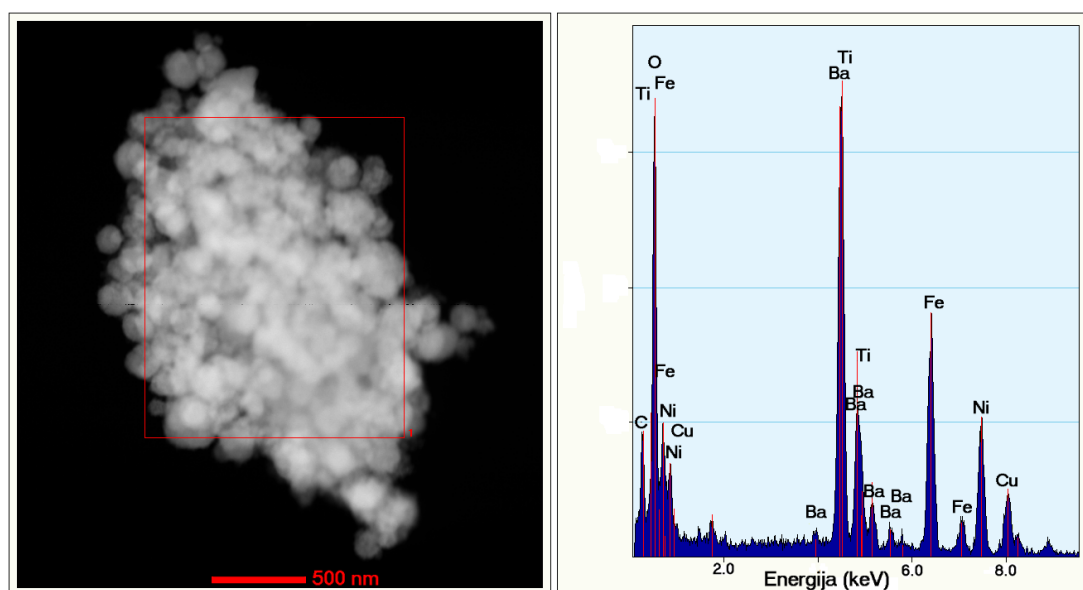 500 nm
Ti
O
Ba
Ti
Fe
Ti
Fe
Fe
Ba
Ba
C
Ni
Cu
Ni
Ni
Ba
Ba
Ba
Ba
Fe
Cu
2.0
6.0
8.0
Energija (keV)